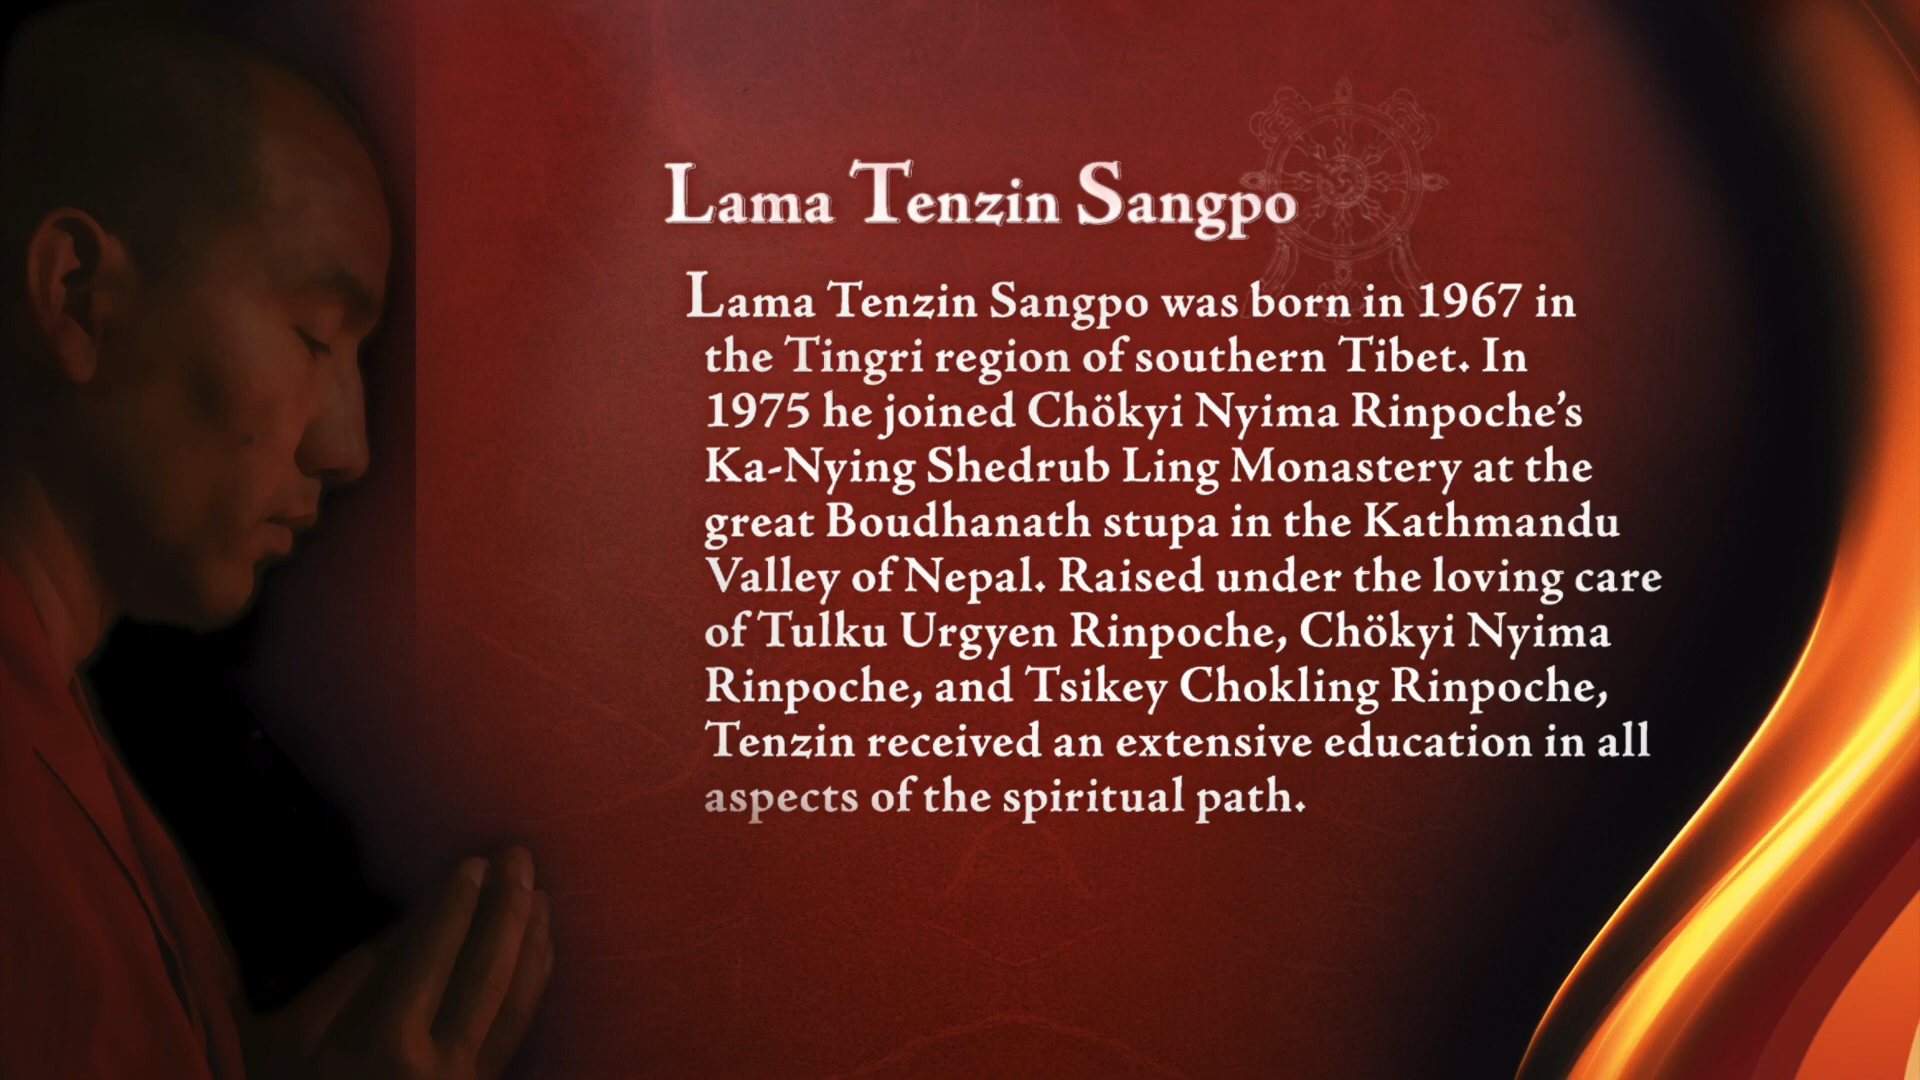 Lama Tenzin Sangpo
Lama Tenzin Sangpo was born in 1967 in
the Tingri region of southern Tibet. In
1975 he joined Chökyi Nyima Rinpoche’s
Ka-Nying Shedrub Ling Monastery at the
great Boudhanath stupa in the Kathmandu
Valley of Nepal. Raised under the loving care
of Tulku Urgyen Rinpoche, Chökyi Nyima
Rinpoche, and Tsikey Chokling Rinpoche,
Tenzin received an extensive education in all
aspects of the spiritual path.